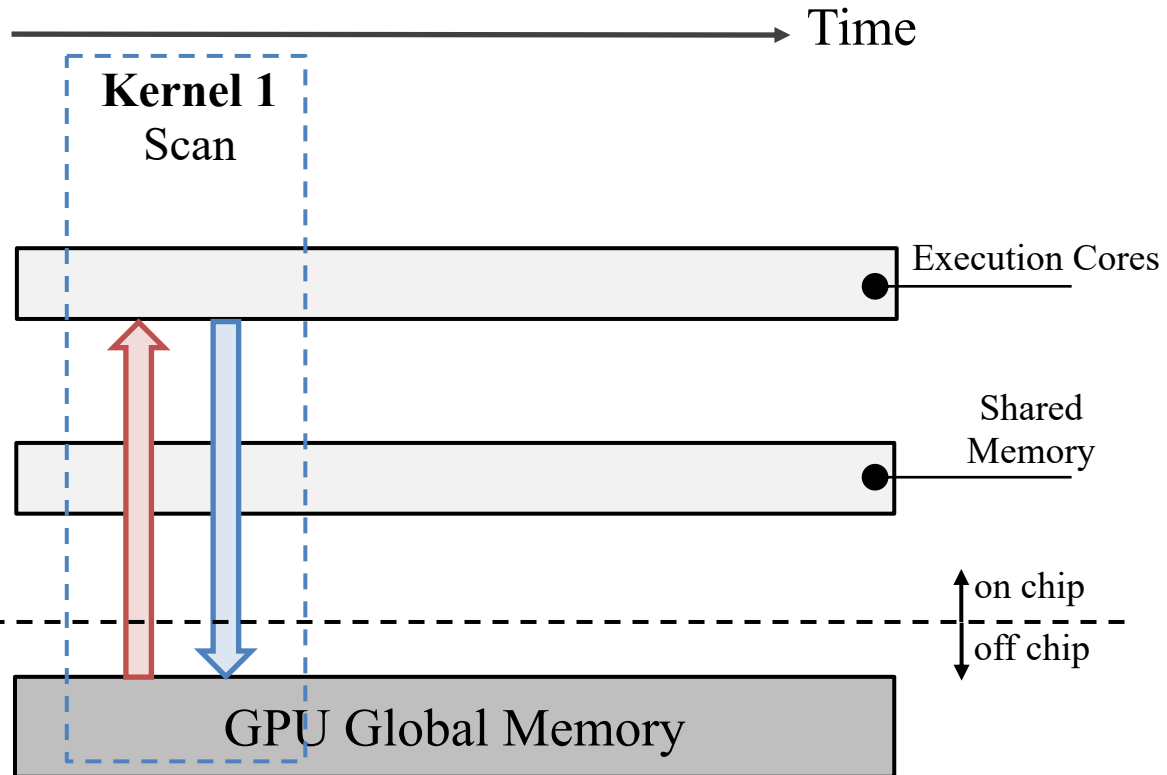 Time
Kernel 1
Scan
Execution Cores
Shared
Memory
on chip
off chip
GPU Global Memory